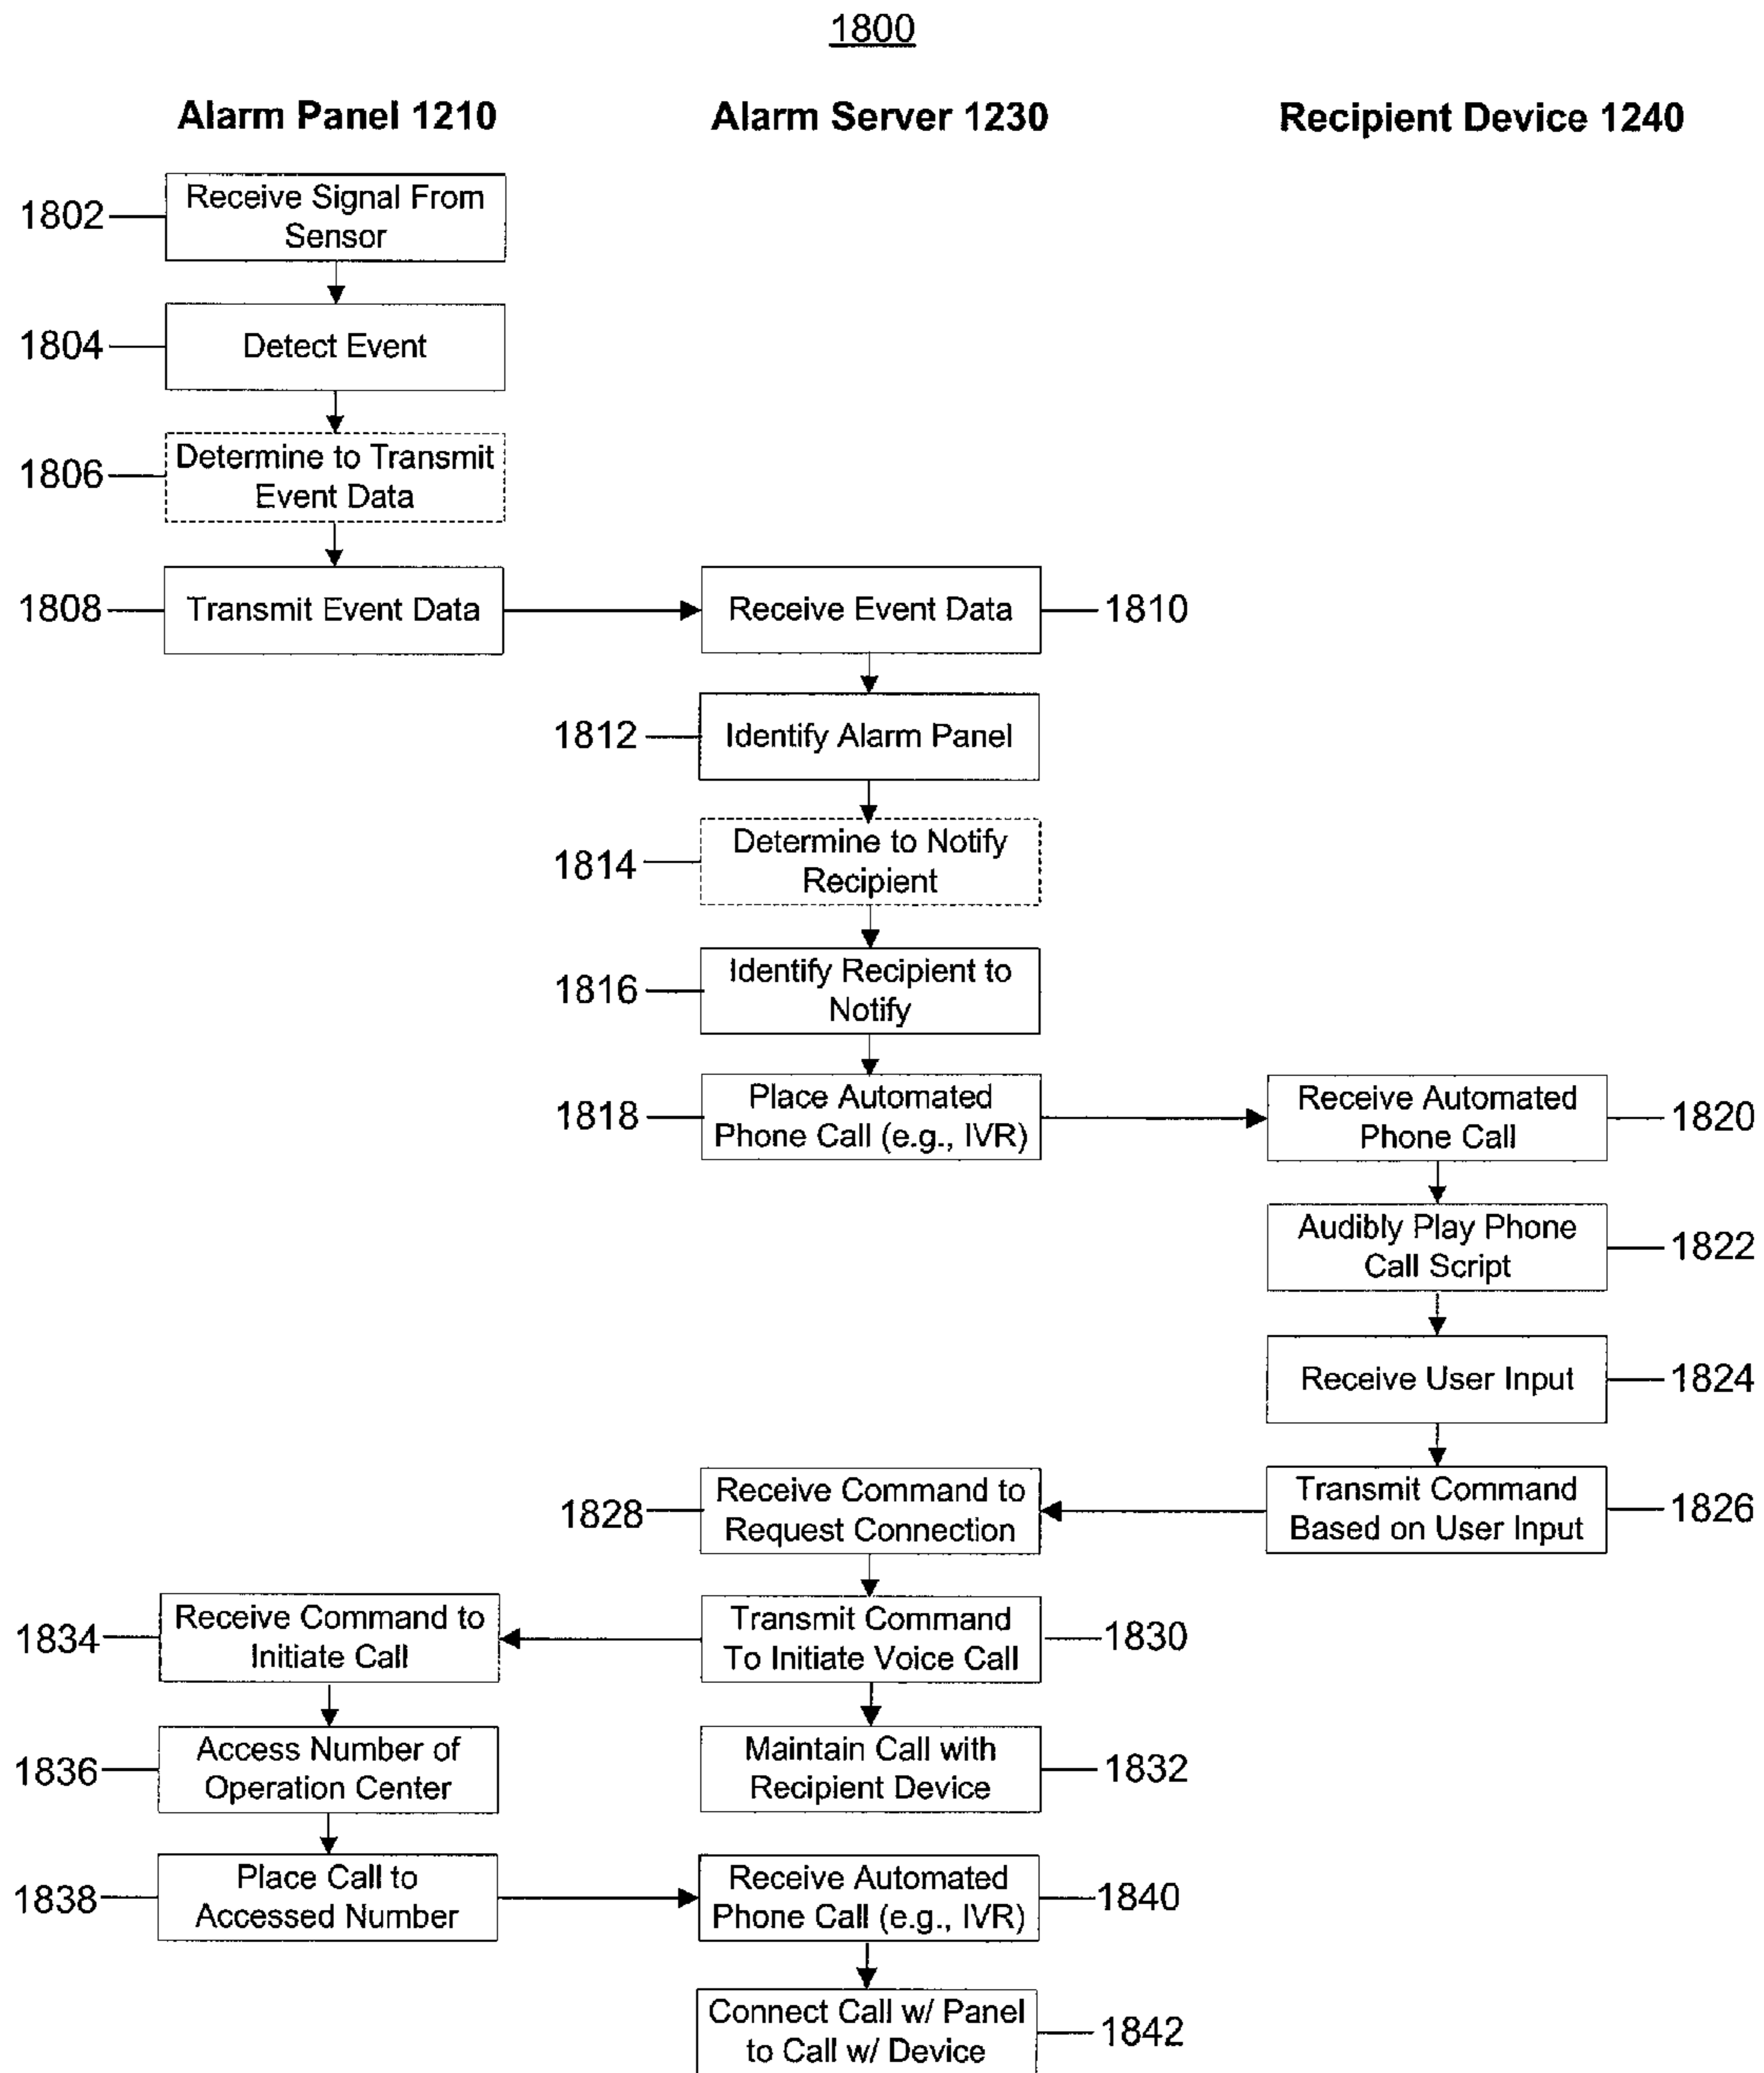 1800
Alarm Panel 1210
Alarm Server 1230
Recipient Device 1240
1802
Receive Signal From
Sensor
1804
Detect Event
1806
Determine to Transmit
Event Data
1808
Transmit Event Data
Receive Event Data
1810
1812
Identify Alarm Panel
1814
Determine to Notify
Recipient
1816
Identify Recipient to
Notify
1818
Place Automated
Phone Call (e.g., IVR)
Receive Automated
Phone Call
1820
Audibly Play Phone
Call Script
1822
Receive User Input
1824
1828
Receive Command to
Request Connection
Transmit Command
Based on User Input
1826
1834
Receive Command to
Initiate Call
Transmit Command
To Initiate Voice Call
1830
1836
Access Number of
Operation Center
Maintain Call with
Recipient Device
1832
1838
Place Call to
Accessed Number
Receive Automated
Phone Call (e.g., IVR)
1840
Connect Call w/ Panel
to Call w/ Device
1842